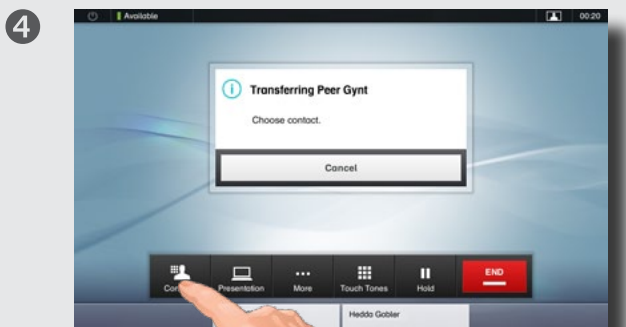 4
Available
00:20
Transferring Peer Gynt
Choose contact.
Cancel
Presentation
More
Touch Tones
Hold
END
Hedda Gabler